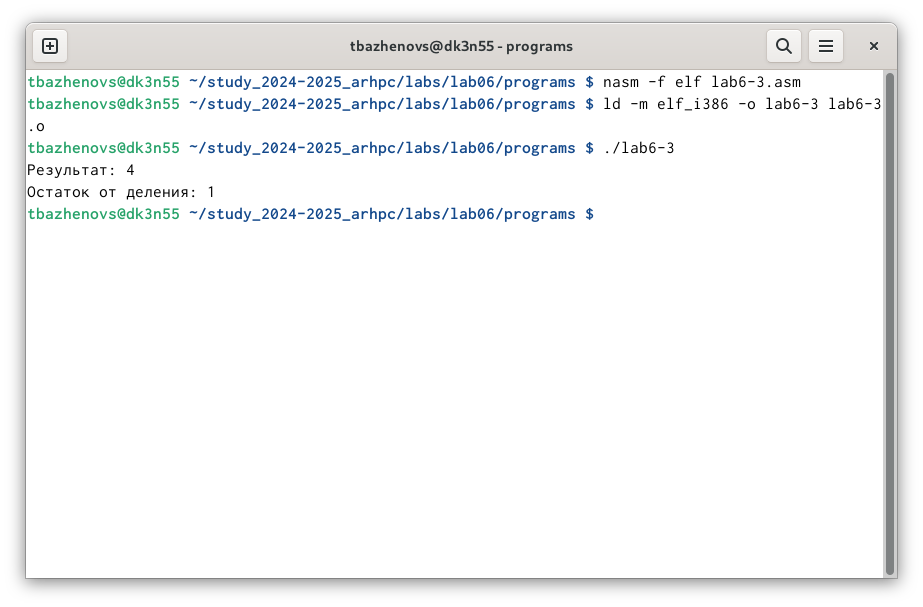 tbazhenovs@dk3n55 - programs
tbazhenovs@dk3n55 ~/study_2024-2025_arhpc/labs/lab06/programs $ nasm -f elf lab6-3.asm
tbazhenovs@dk3n55 ~/study_2024-2025_arhpc/labs/lab06/programs $ ld -m elf_i386 -o lab6-3 lab6-3
.o
tbazhenovs@dk3n55 ~/study_2024-2025_arhpc/labs/lab06/programs $ ./lab6-3
Результат: 4
Остаток от деления: 1
tbazhenovs@dk3n55 ~/study_2024-2025_arhpc/labs/lab06/programs $